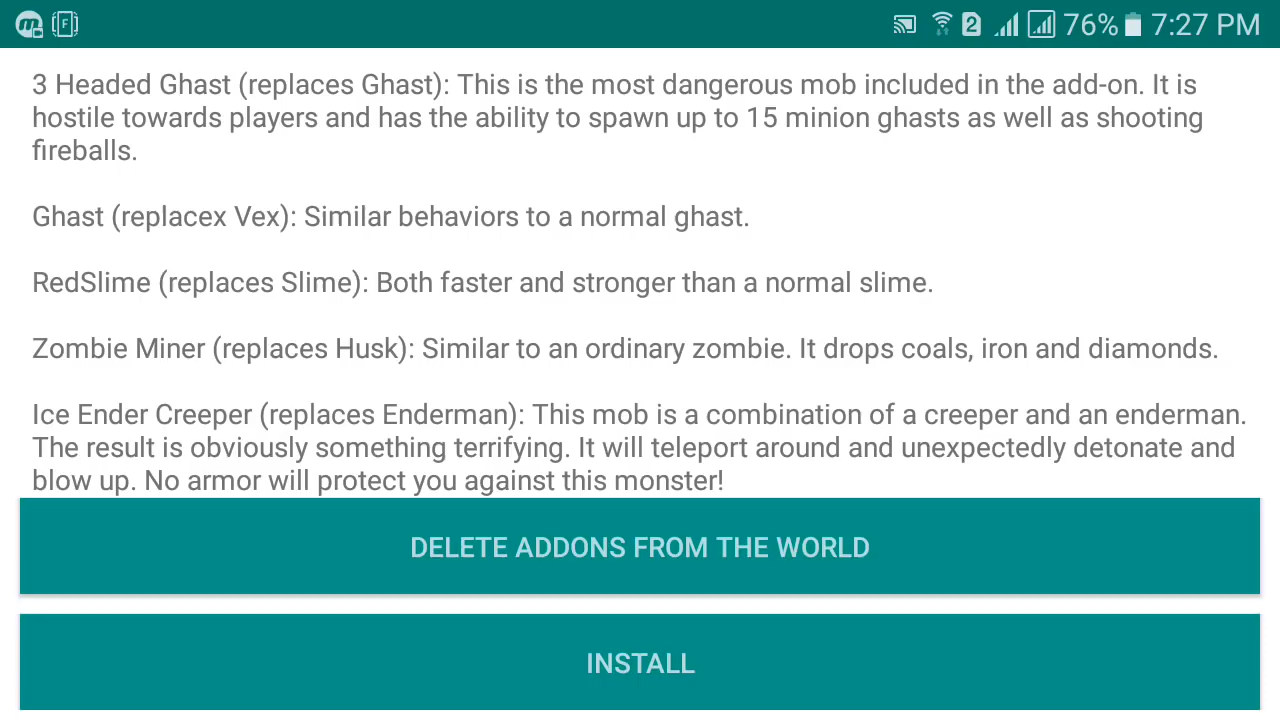 2 76% 7:27 PM
3 Headed Ghast (replaces Ghast): This is the most dangerous mob included in the add-on. It is
hostile towards players and has the ability to spawn up to 15 minion ghasts as well as shooting
fireballs.
Ghast (replacex Vex): Similar behaviors to a normal ghast.
RedSlime (replaces Slime): Both faster and stronger than a normal slime.
Zombie Miner (replaces Husk): Similar to an ordinary zombie. It drops coals, iron and diamonds.
Ice Ender Creeper (replaces Enderman): This mob is a combination of a creeper and an enderman.
The result is obviously something terrifying. It will teleport around and unexpectedly detonate and
blow up. No armor will protect you against this monster!
DELETE ADDONS FROM THE WORLD
INSTALL